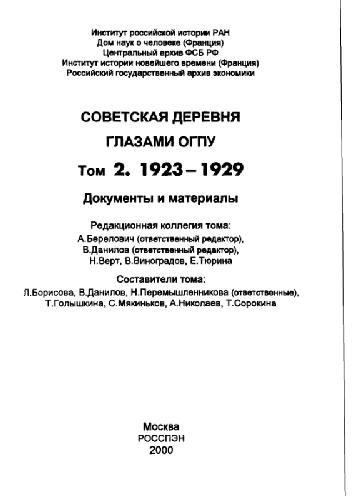 Институт российской истории РАН
Дом наук о человеке (Франция)
Центральный архив ФСБ РФ
Институт истории новейшего времени (Франция)
Российский государственный архив экономики
СОВЕТСКАЯ ДЕРЕВНЯ
ГЛАЗАМИ ОГПУ
Том 2. 1923–1929
Документы и материалы
Редакционная коллегия тома:
А.Берелович (ответственный редактор),
В.Данилов (ответственный редактор),
Н.Верт, В.Виноградов, Е.Тюрина
Составители тома:
Л.Борисова, В.Данилов, Н.Перемышленникова (ответственные),
Т.Голышкина, С.Мякиньков, А.Николаев, Т.Сорокина
Москва
РОССПЭН
2000